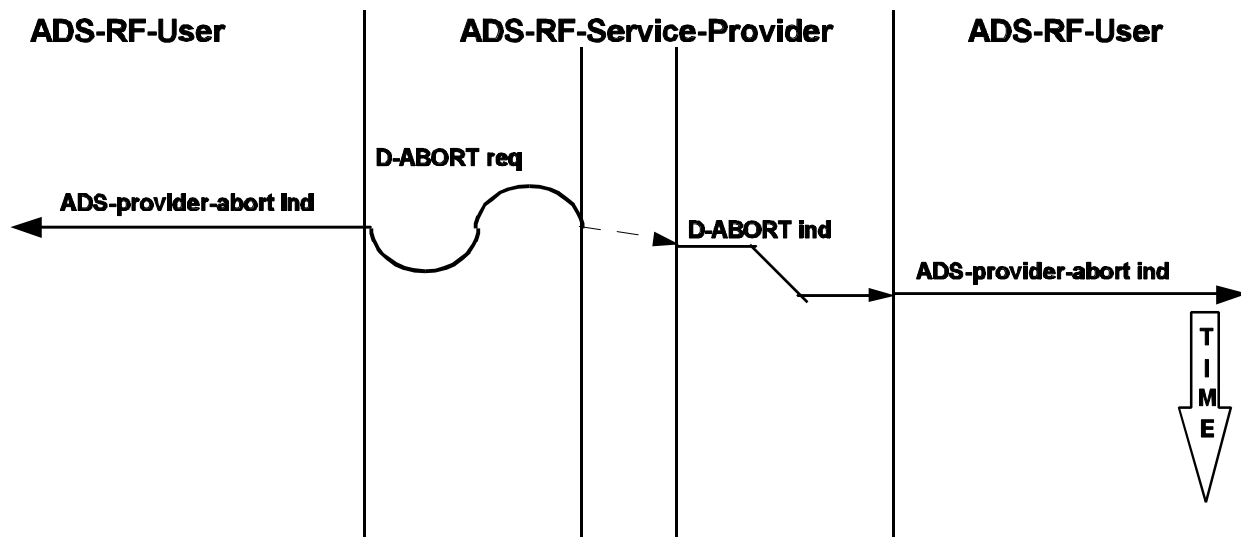 ADS-RF-User
ADS-RF-Service-Provider
ADS-RF-User
D-ABORT req
ADS-provider-abort ind
D-ABORT ind
ADS-provider-abort ind
T
I
M
E